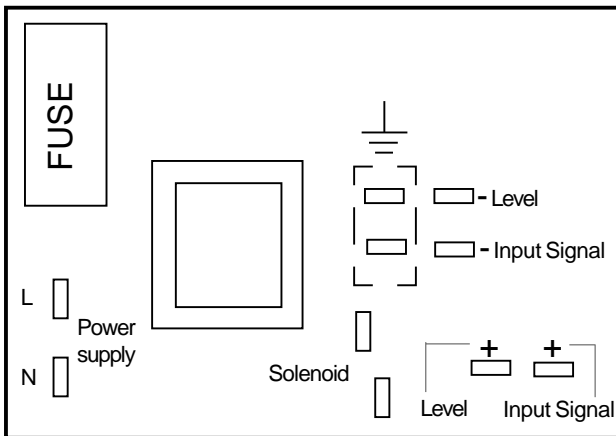 FUSE
- Level
- Input Signal
L
Power
supply
N
Solenoid
+ +
Level
Input Signal